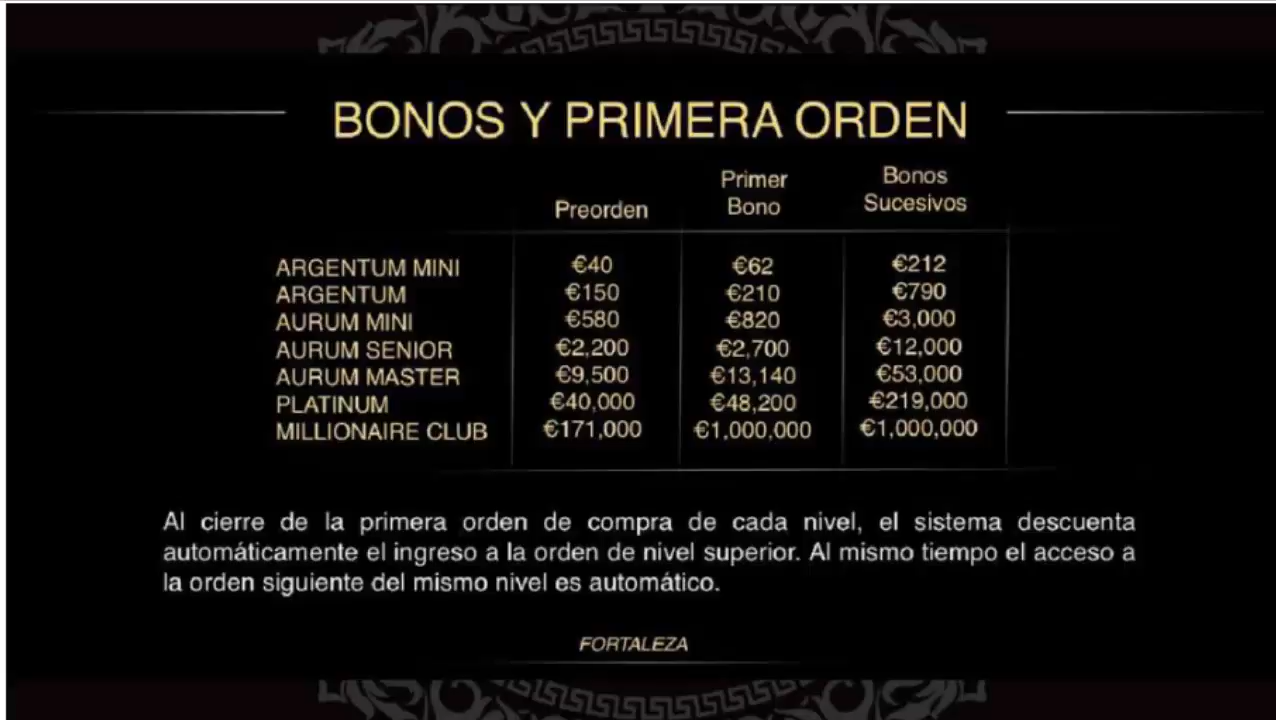 BONOS Y PRIMERA ORDEN
Preorden Primer Bono Bonos Sucesivos
ARGENTUM MINI €40 €62 €212
ARGENTUM €150 €210 €790
AURUM MINI €580 €820 €3,000
AURUM SENIOR €2,200 €2,700 €12,000
AURUM MASTER €9,500 €13,140 €53,000
PLATINUM €40,000 €48,200 €219,000
MILLIONAIRE CLUB €171,000 €1,000,000 €1,000,000
Al cierre de la primera orden de compra de cada nivel, el sistema descuenta
automáticamente el ingreso a la orden de nivel superior. Al mismo tiempo el acceso a
la orden siguiente del mismo nivel es automático.
FORTALEZA